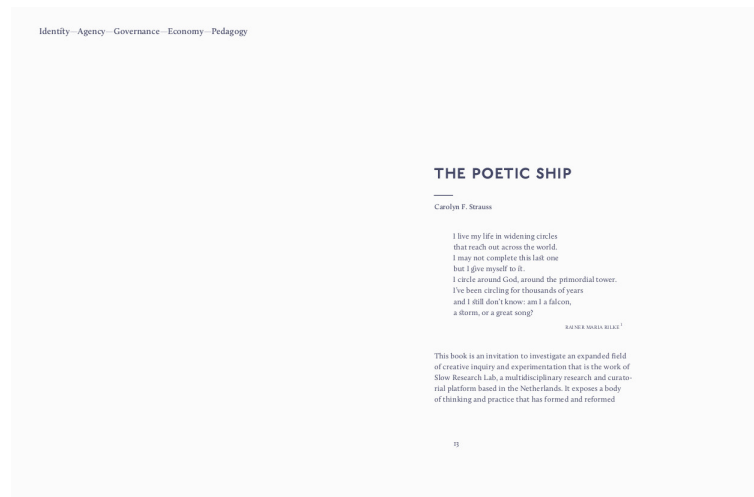 Identity—Agency—Governance—Economy—Pedagogy
THE POETIC SHIP
Carolyn F. Strauss
I live my life in widening circles
that reach out across the world.
I may not complete this last one
but I give myself to it.
I circle around God, around the primordial tower.
I've been circling for thousands of years
and I still don't know: am I a falcon,
a storm, or a great song?
RAINER MARIA RILKE 1
This book is an invitation to investigate an expanded field
of creative inquiry and experimentation that is the work of
Slow Research Lab, a multidisciplinary research and curato-
rial platform based in the Netherlands. It exposes a body
of thinking and practice that has formed and reformed
13